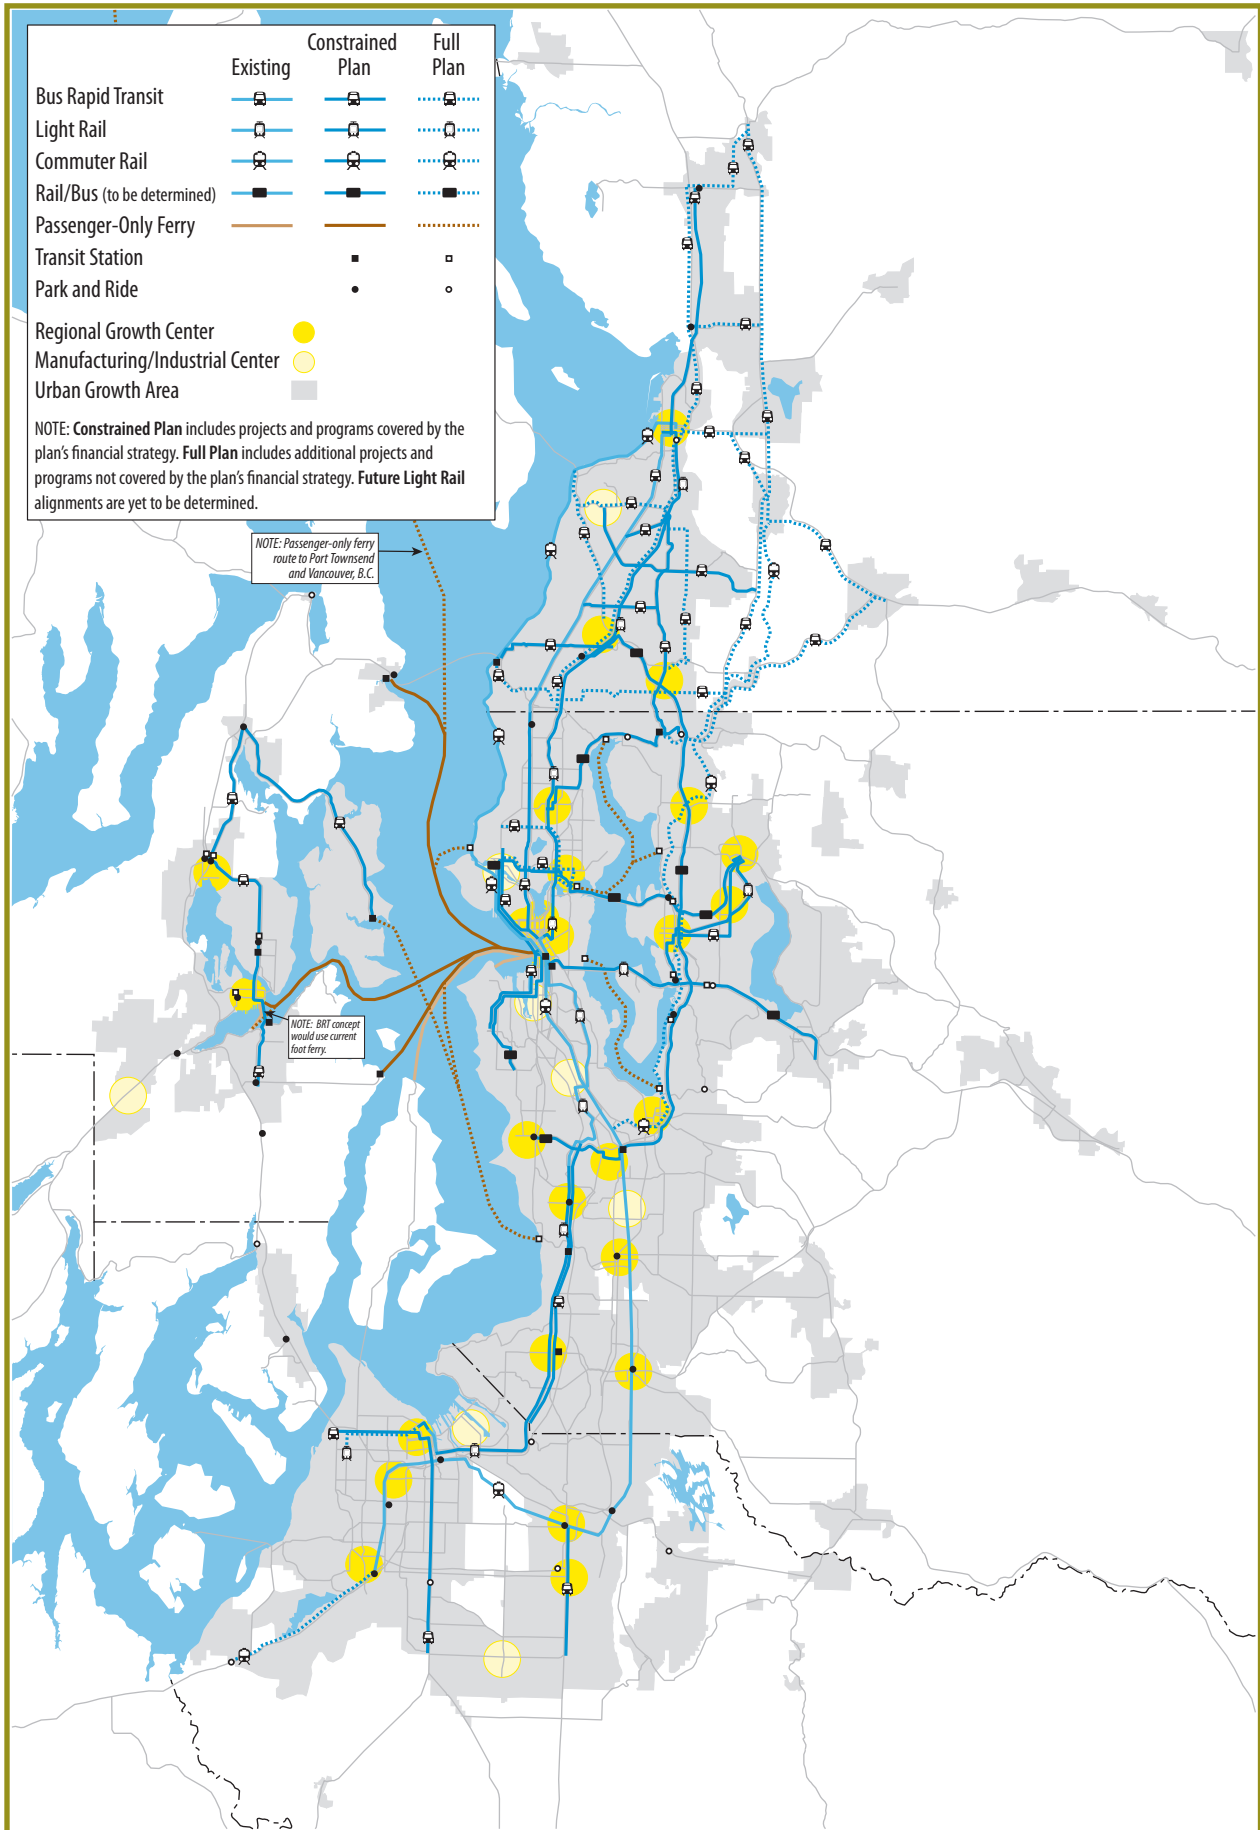 Existing
Constrained
Plan
Full
Plan
Bus Rapid Transit
Light Rail
Commuter Rail
Rail/Bus (to be determined)
Passenger-Only Ferry
Transit Station
Park and Ride
Regional Growth Center
Manufacturing/Industrial Center
Urban Growth Area
NOTE: Constrained Plan includes projects and programs covered by the
plan's financial strategy. Full Plan includes additional projects and
programs not covered by the plan's financial strategy. Future Light Rail
alignments are yet to be determined.
NOTE: Passenger-only ferry
route to Port Townsend
and Vancouver, B.C.
NOTE: BRT concept
would use current
foot ferry.